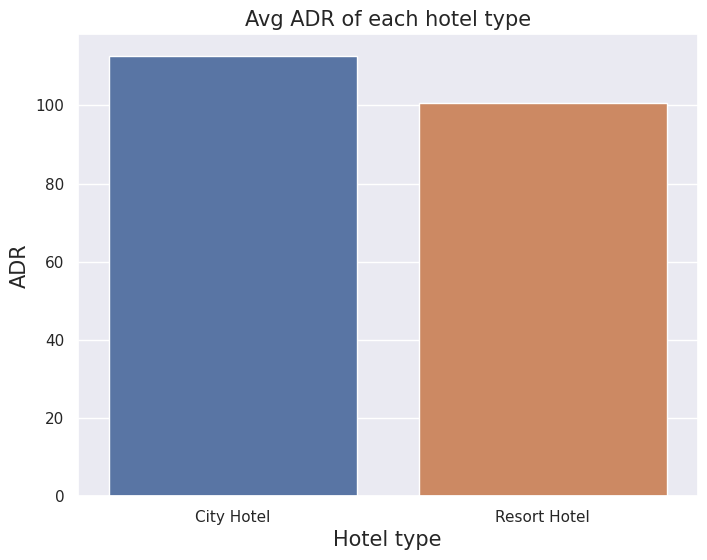 Avg ADR of each hotel type
100
80
60
40
20
0
ADR
City Hotel
Resort Hotel
Hotel type